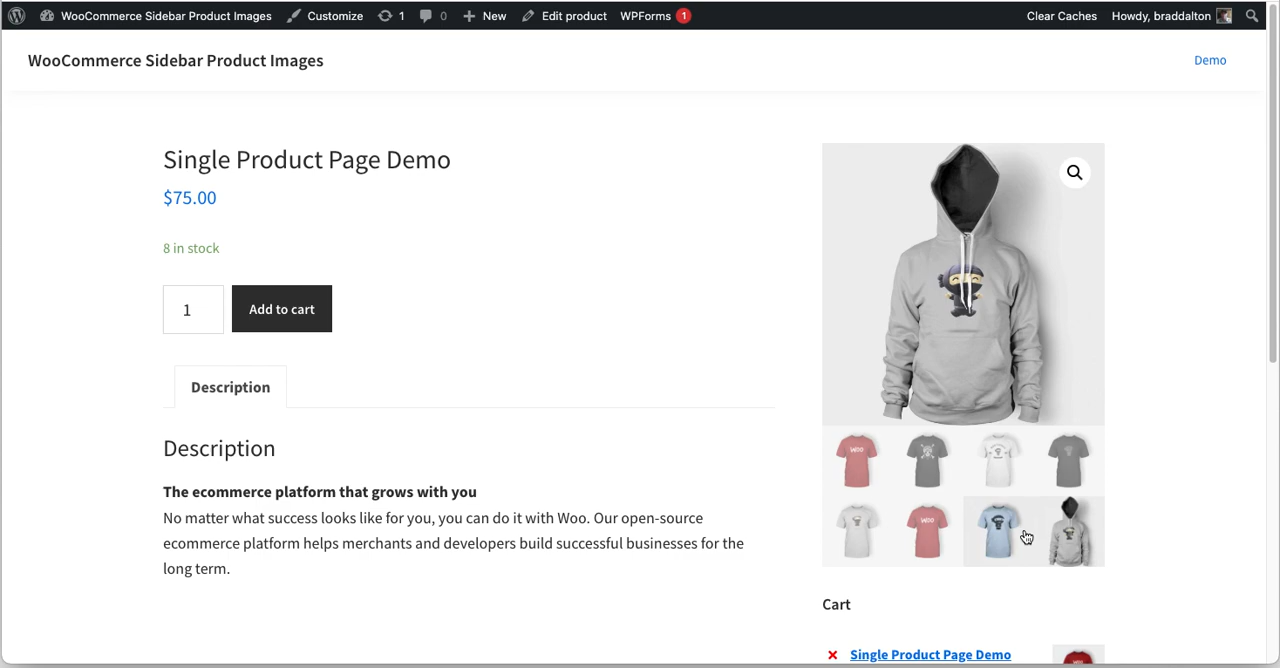 WooCommerce Sidebar Product Images Customize 1 0 New Edit product WPForms 1 Clear Caches Howdy, braddalton
WooCommerce Sidebar Product Images Demo
Single Product Page Demo
$75.00
8 in stock
1 Add to cart
Description
Description
The ecommerce platform that grows with you
No matter what success looks like for you, you can do it with Woo. Our open-source
ecommerce platform helps merchants and developers build successful businesses for the
long term.
WOO
WOO
Cart
Single Product Page Demo
WOO